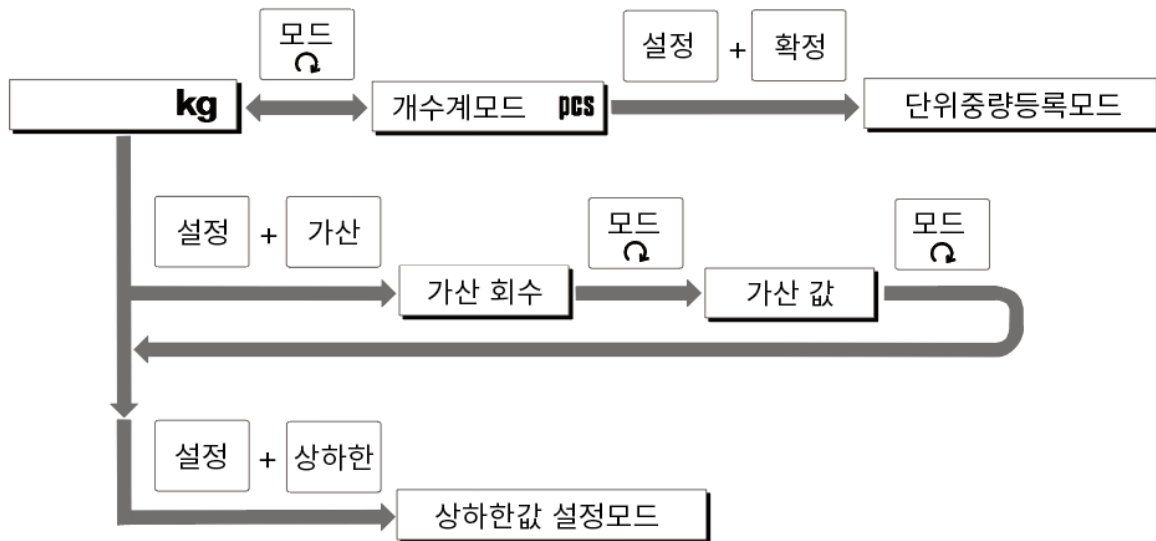 모드
설정 + 확정
kg
개수계모드 pcs
단위중량등록모드
설정 + 가산
모드
모드
가산 회수
가산 값
설정 + 상하한
상하한값 설정모드